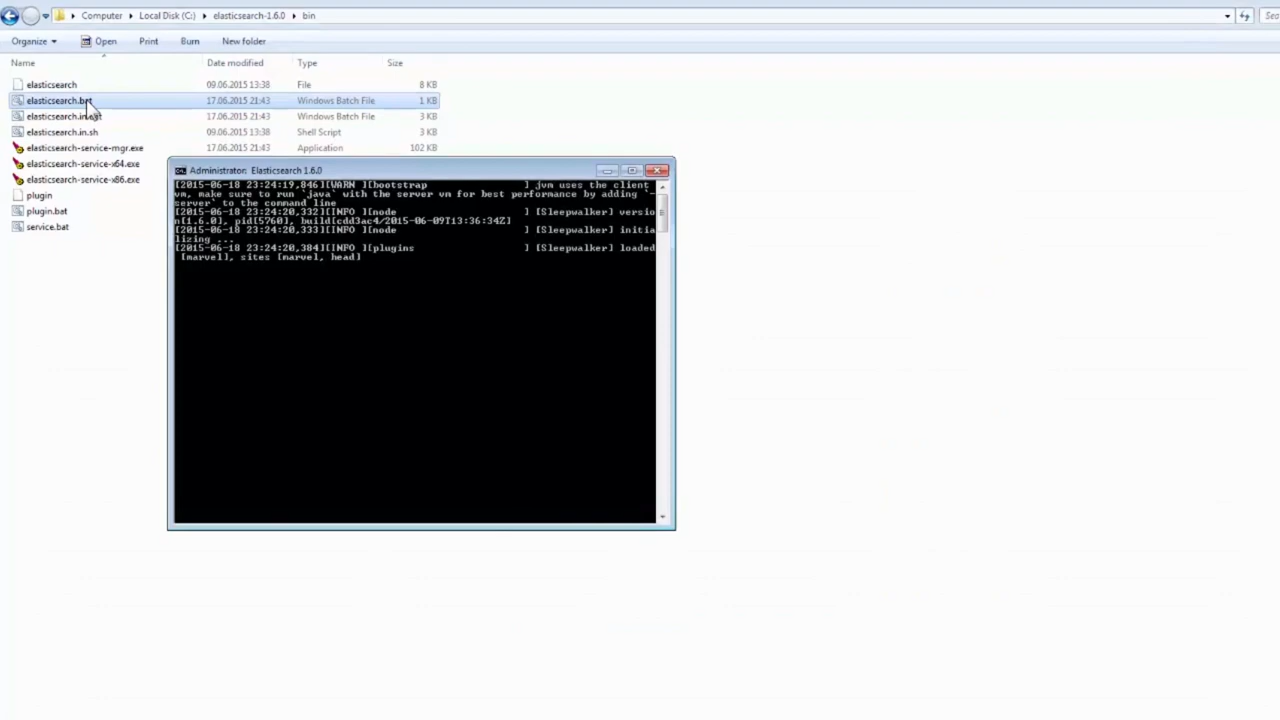 Computer Local Disk (C:) elasticsearch-1.6.0 bin
Organize Open Print Burn New folder
Name Date modified Type Size
elasticsearch 09.06.2015 13:38 File 8 KB
elasticsearch.bat 17.06.2015 21:43 Windows Batch File 1 KB
elasticsearch.in.bat 17.06.2015 21:43 Windows Batch File 3 KB
elasticsearch.in.sh 09.06.2015 13:38 Shell Script 3 KB
elasticsearch-service-mgr.exe 17.06.2015 21:43 Application 102 KB
elasticsearch-service-x64.exe
elasticsearch-service-x86.exe
plugin
plugin.bat
service.bat
Administrator: Elasticsearch 1.6.0
[2015-06-18 23:24:19,846][WARN ][bootstrap ] jvm uses the client
vm, make sure to run `java` with the server vm for best performance by adding `-
server` to the command line
[2015-06-18 23:24:20,332][INFO ][node ] [Sleepwalker] versio
n[1.6.0], pid[5760], build[cdd3ac4/2015-06-09T13:36:34Z]
[2015-06-18 23:24:20,333][INFO ][node ] [Sleepwalker] initia
lizing ...
[2015-06-18 23:24:20,384][INFO ][plugins ] [Sleepwalker] loaded
[marvel], sites [marvel, head]